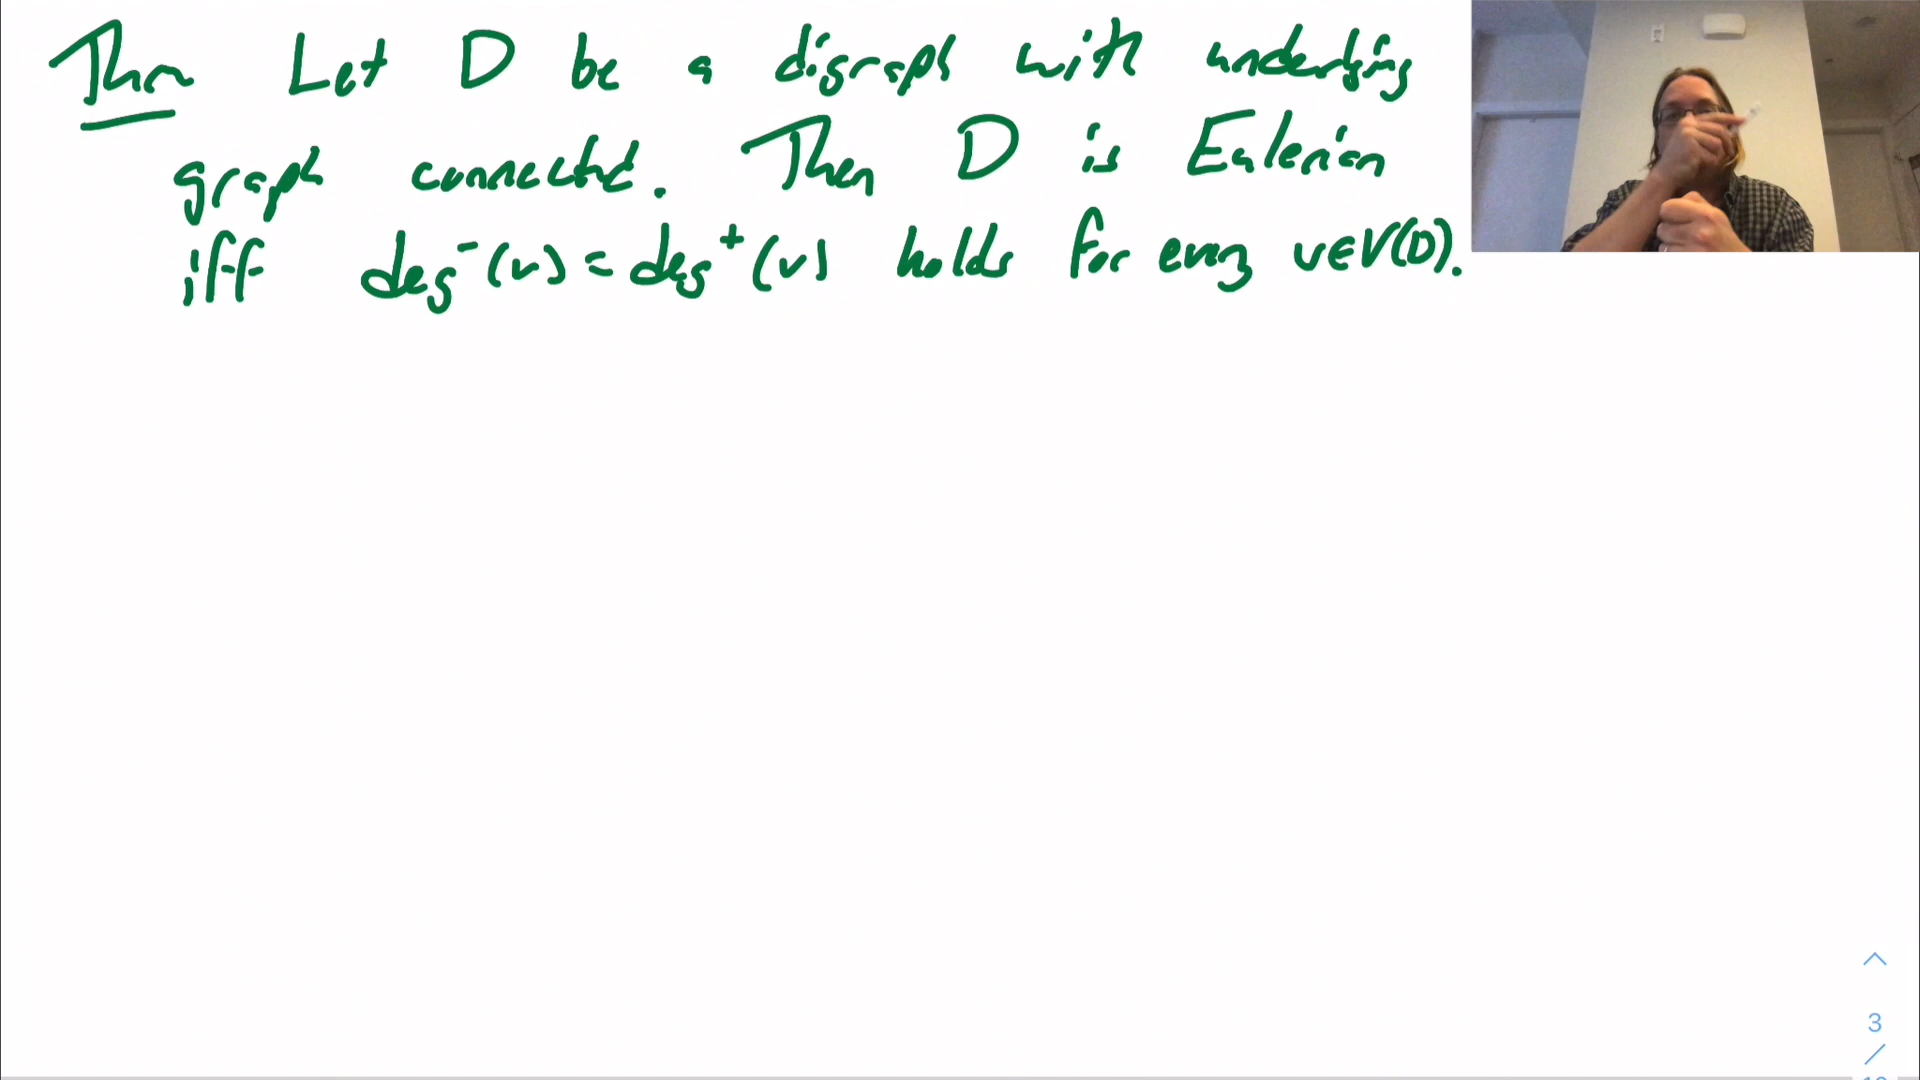 Thm Let D be a digraph with underlying
graph connected. Then D is Eulerian
iff deg⁻(v) = deg⁺(v) holds for every v∈V(D).
3
/